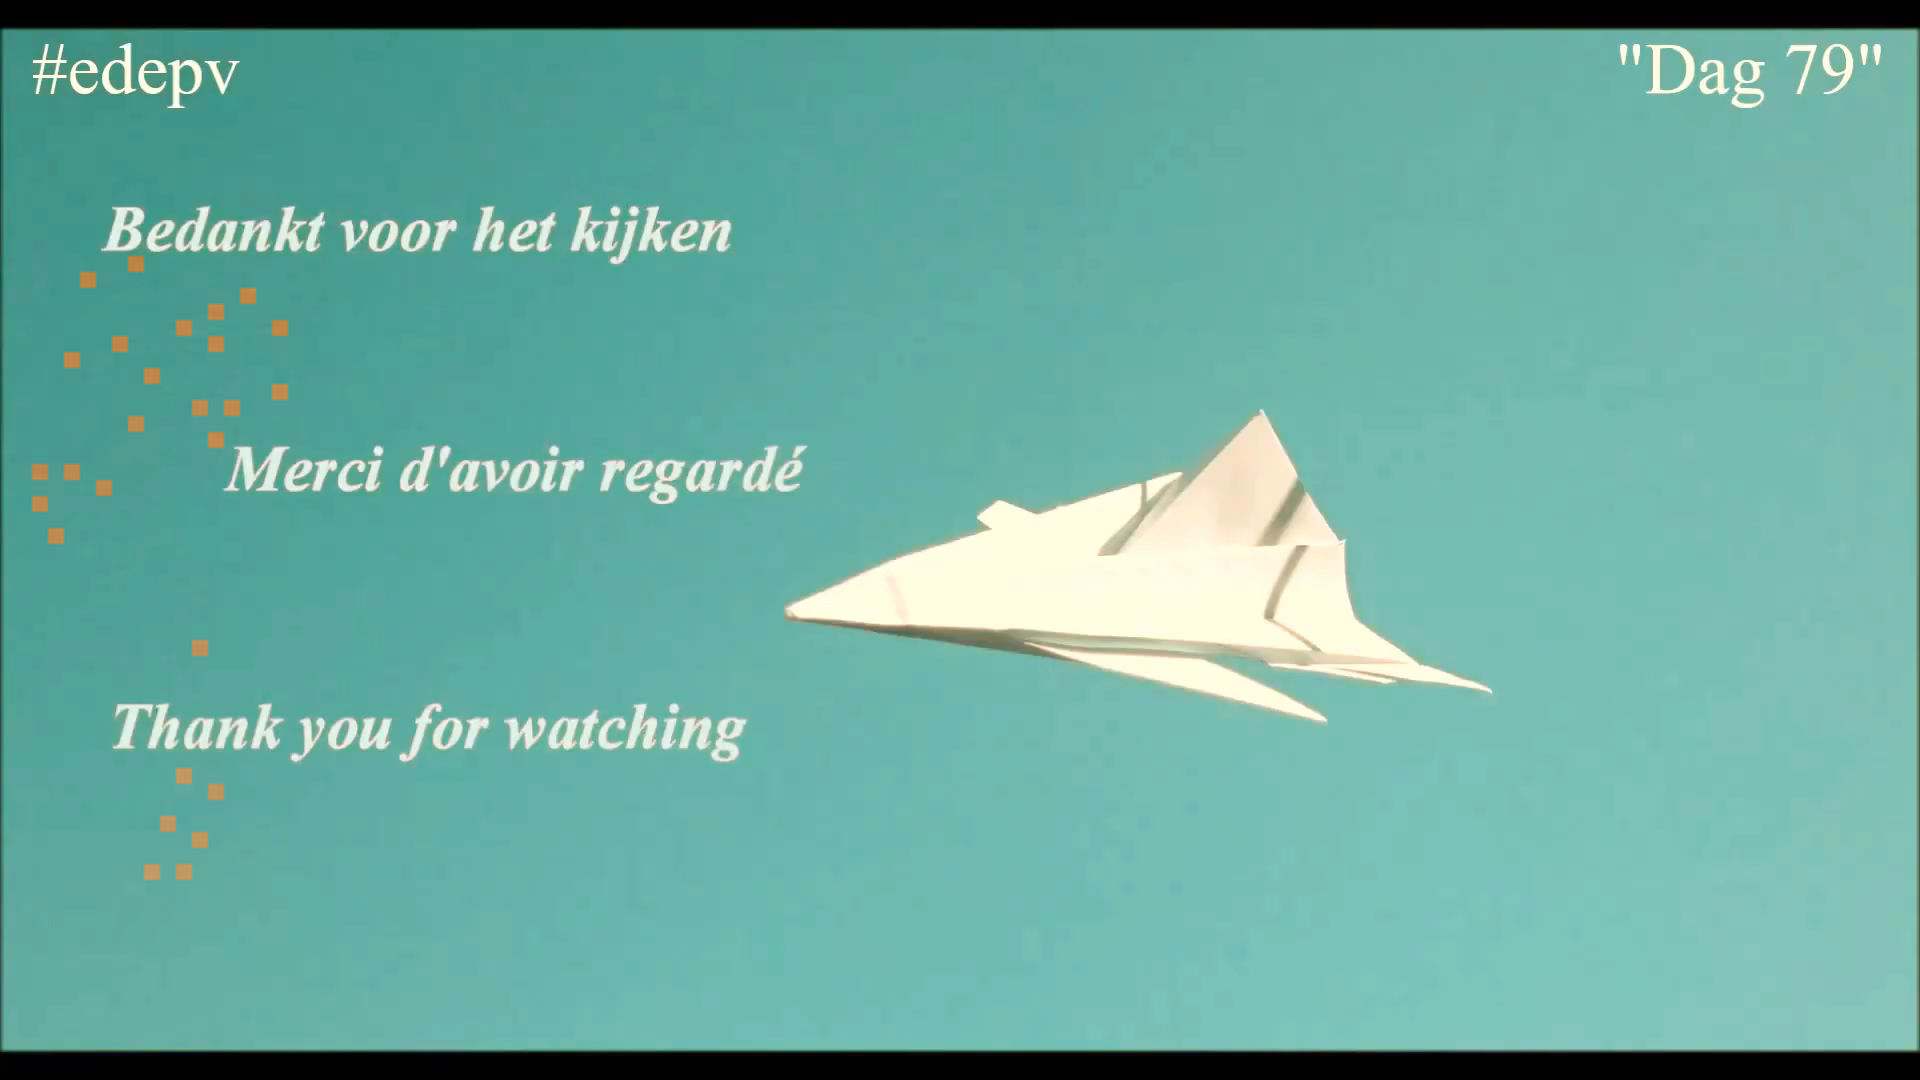 #edepv
"Dag 79"
Bedankt voor het kijken
Merci d'avoir regardé
Thank you for watching